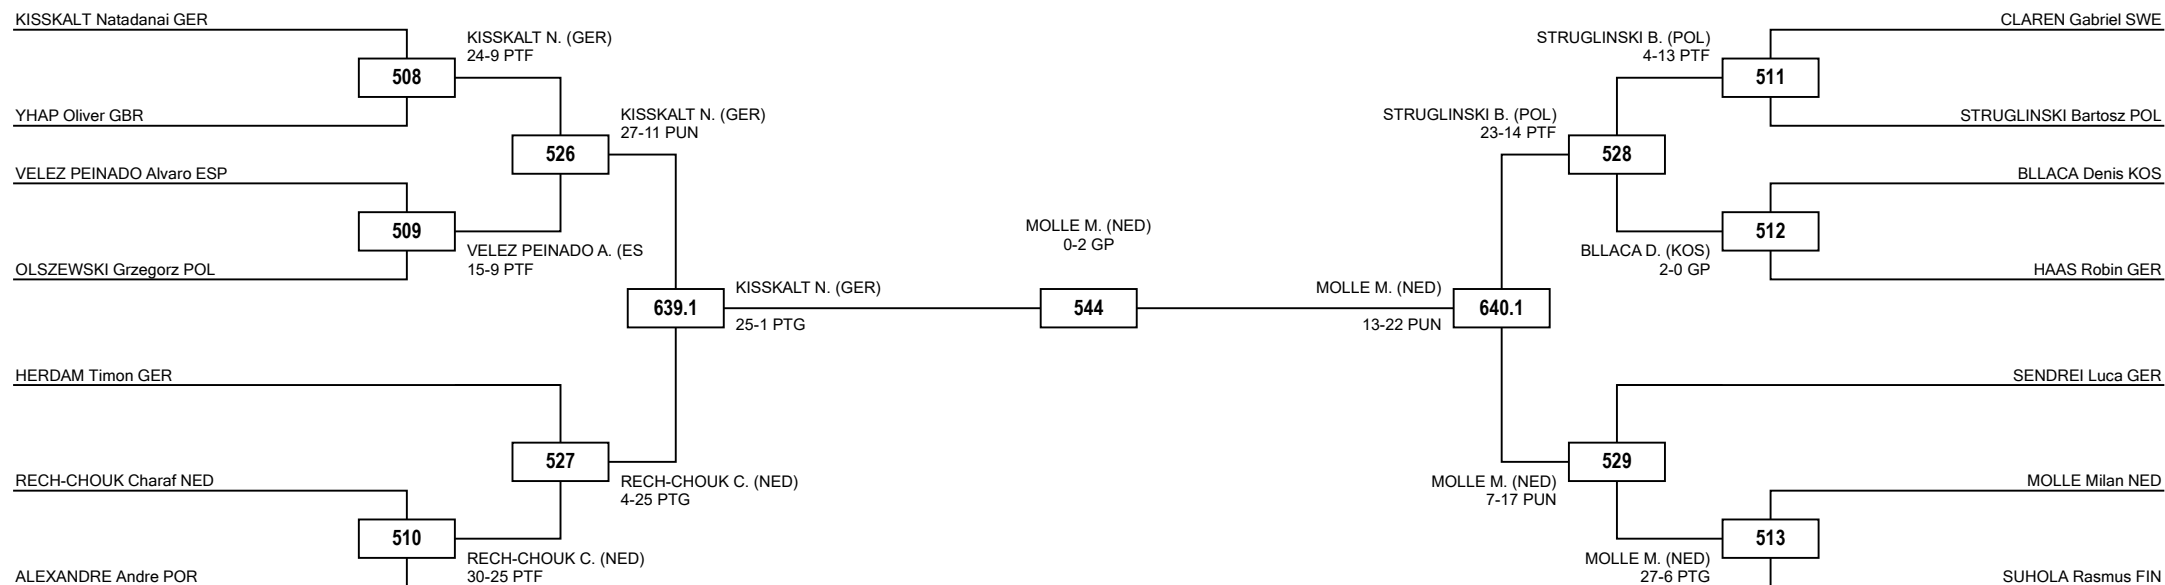 KISSKALT Natadanai GER
CLAREN Gabriel SWE
KISSKALT N. (GER)
24-9 PTF
STRUGLINSKI B. (POL)
4-13 PTF
508
511
YHAP Oliver GBR
KISSKALT N. (GER)
27-11 PUN
STRUGLINSKI B. (POL)
23-14 PTF
STRUGLINSKI Bartosz POL
526
528
VELEZ PEINADO Alvaro ESP
BLLACA Denis KOS
509
MOLLE M. (NED)
0-2 GP
512
VELEZ PEINADO A. (ES
15-9 PTF
BLLACA D. (KOS)
2-0 GP
OLSZEWSKI Grzegorz POL
HAAS Robin GER
639.1
KISSKALT N. (GER)
25-1 PTG
544
MOLLE M. (NED)
13-22 PUN
640.1
HERDAM Timon GER
SENDREI Luca GER
527
529
RECH-CHOUK Charaf NED
RECH-CHOUK C. (NED)
4-25 PTG
MOLLE M. (NED)
7-17 PUN
MOLLE Milan NED
510
513
RECH-CHOUK C. (NED)
30-25 PTF
MOLLE M. (NED)
27-6 PTG
ALEXANDRE Andre POR
SUHOLA Rasmus FIN